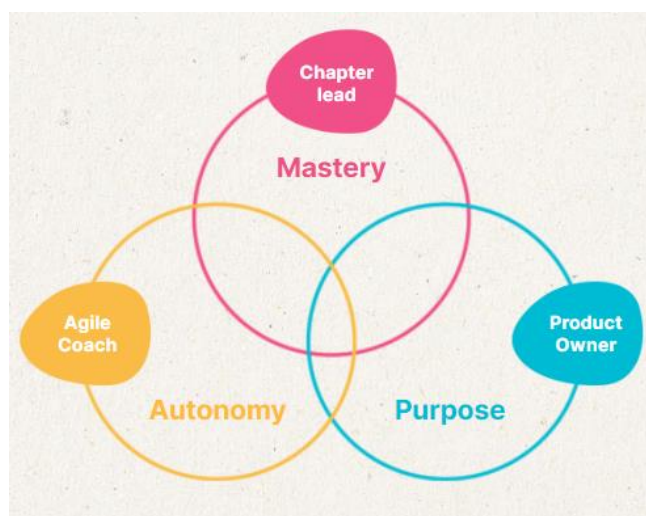 Chapter
lead
Mastery
Agile
Coach
Product
Owner
Autonomy
Purpose